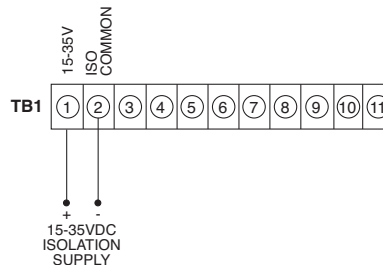 15-35V
ISO
COMMON
TB1 1 2 3 4 5 6 7 8 9 10 11
+ -
15-35VDC
ISOLATION
SUPPLY